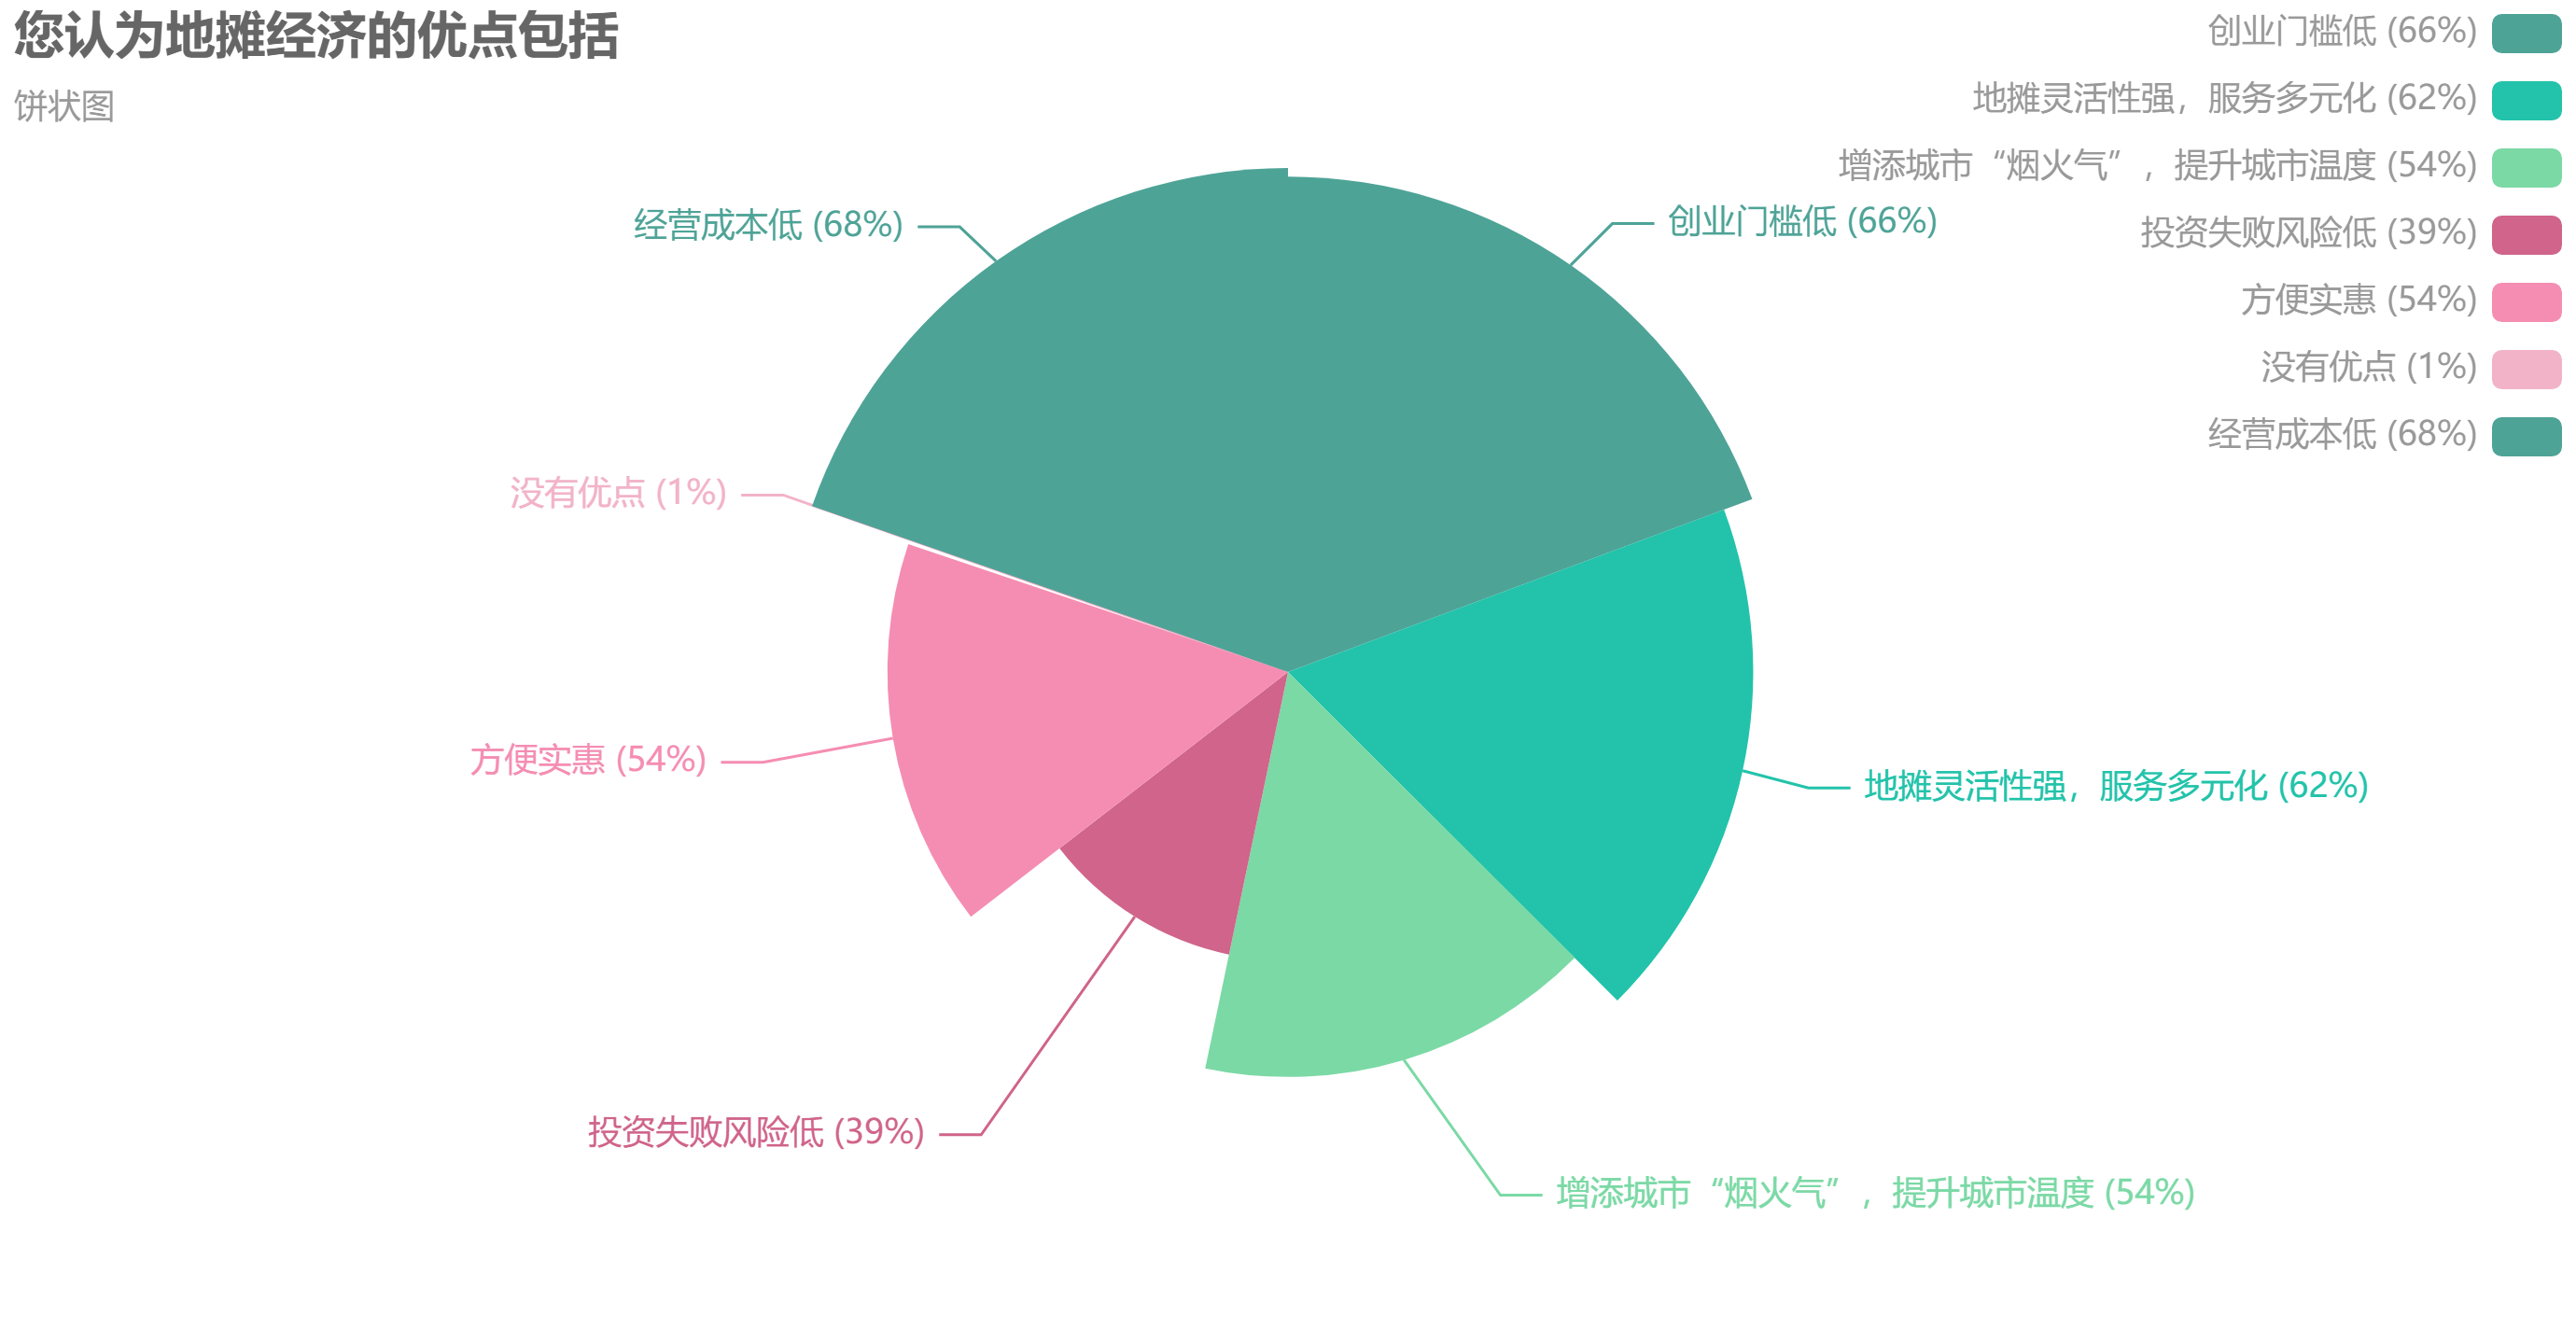 您认为地摊经济的优点包括
饼状图
创业门槛低 (66%)
地摊灵活性强，服务多元化 (62%)
增添城市“烟火气”，提升城市温度 (54%)
投资失败风险低 (39%)
方便实惠 (54%)
没有优点 (1%)
经营成本低 (68%)
经营成本低 (68%)
创业门槛低 (66%)
没有优点 (1%)
方便实惠 (54%)
地摊灵活性强，服务多元化 (62%)
投资失败风险低 (39%)
增添城市“烟火气”，提升城市温度 (54%)